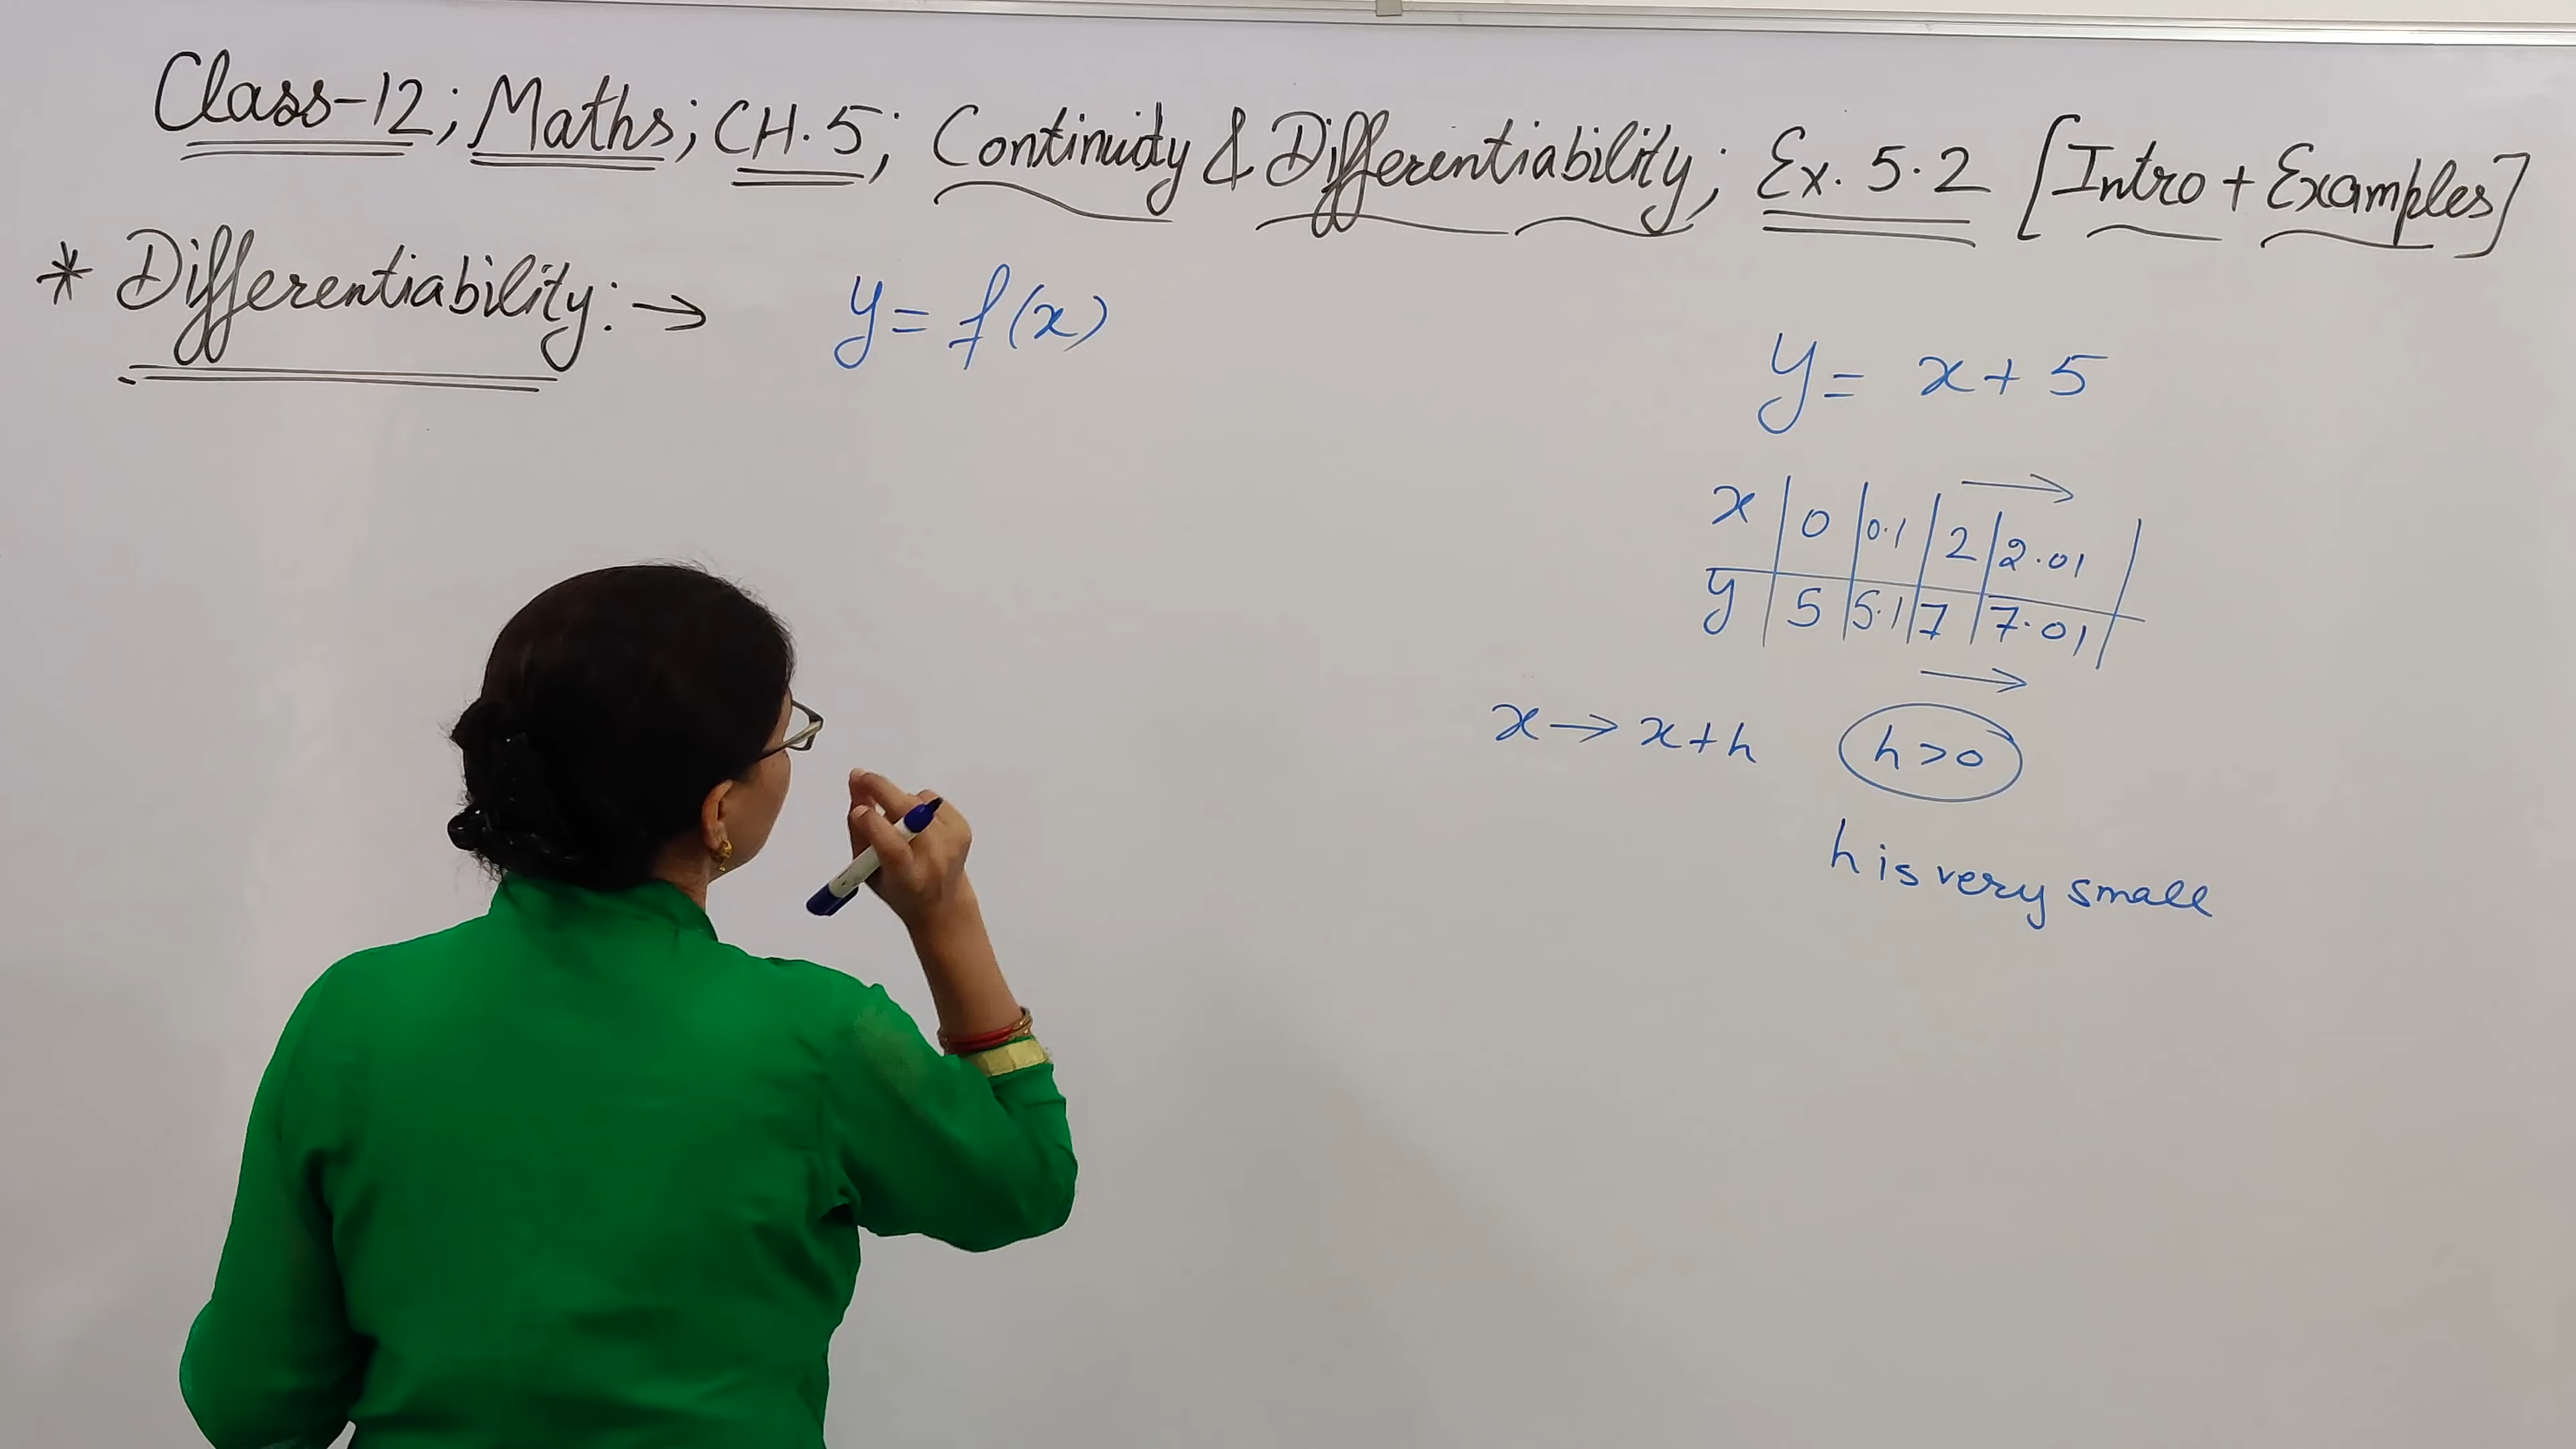 Class-12; Maths; CH.5; Continuity & Differentiability; Ex. 5.2 [Intro + Examples]
* Differentiability:→ y = f(x)
y = x + 5
x | 0 | 0.1 | 2 | 2.01 |
y | 5 | 5.1 | 7 | 7.01 |
x → x+h h>0
h is very small